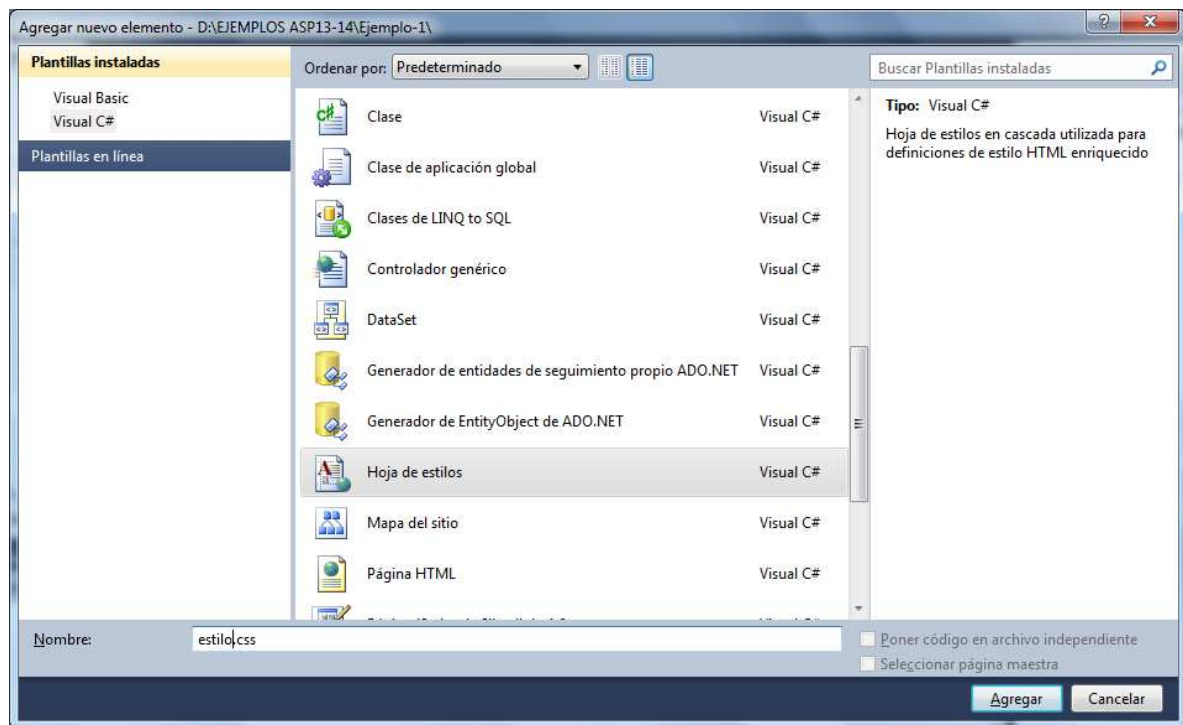 Agregar nuevo elemento - D:\EJEMPLOS ASP13-14\Ejemplo-1\
Plantillas instaladas
Visual Basic
Visual C#
Plantillas en línea
Ordenar por: Predeterminado
Clase Visual C#
Clase de aplicación global Visual C#
Clases de LINQ to SQL Visual C#
Controlador genérico Visual C#
DataSet Visual C#
Generador de entidades de seguimiento propio ADO.NET Visual C#
Generador de EntityObject de ADO.NET Visual C#
Hoja de estilos Visual C#
Mapa del sitio Visual C#
Página HTML Visual C#
Buscar Plantillas instaladas
Tipo: Visual C#
Hoja de estilos en cascada utilizada para
definiciones de estilo HTML enriquecido
Nombre: estilo.css
Poner código en archivo independiente
Seleccionar página maestra
Agregar Cancelar